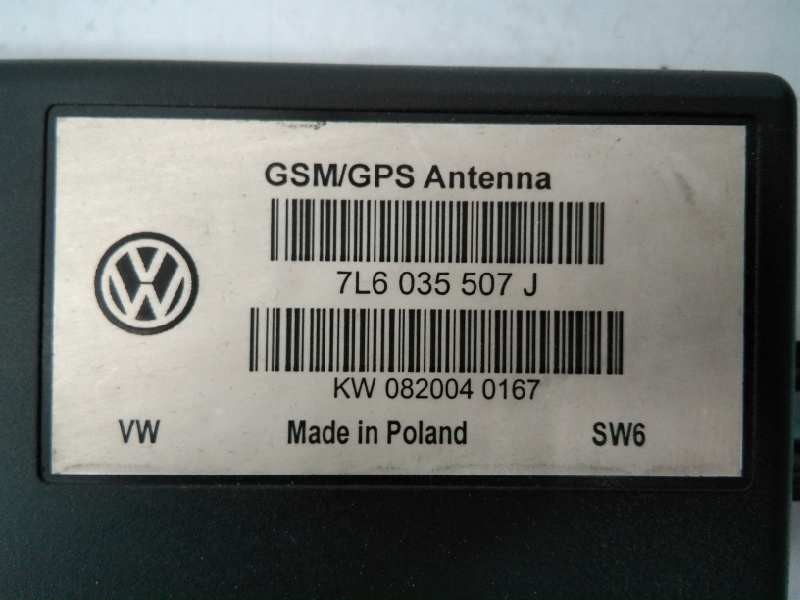 GSM/GPS Antenna
7L6 035 507 J
KW 082004 0167
VW Made in Poland SW6